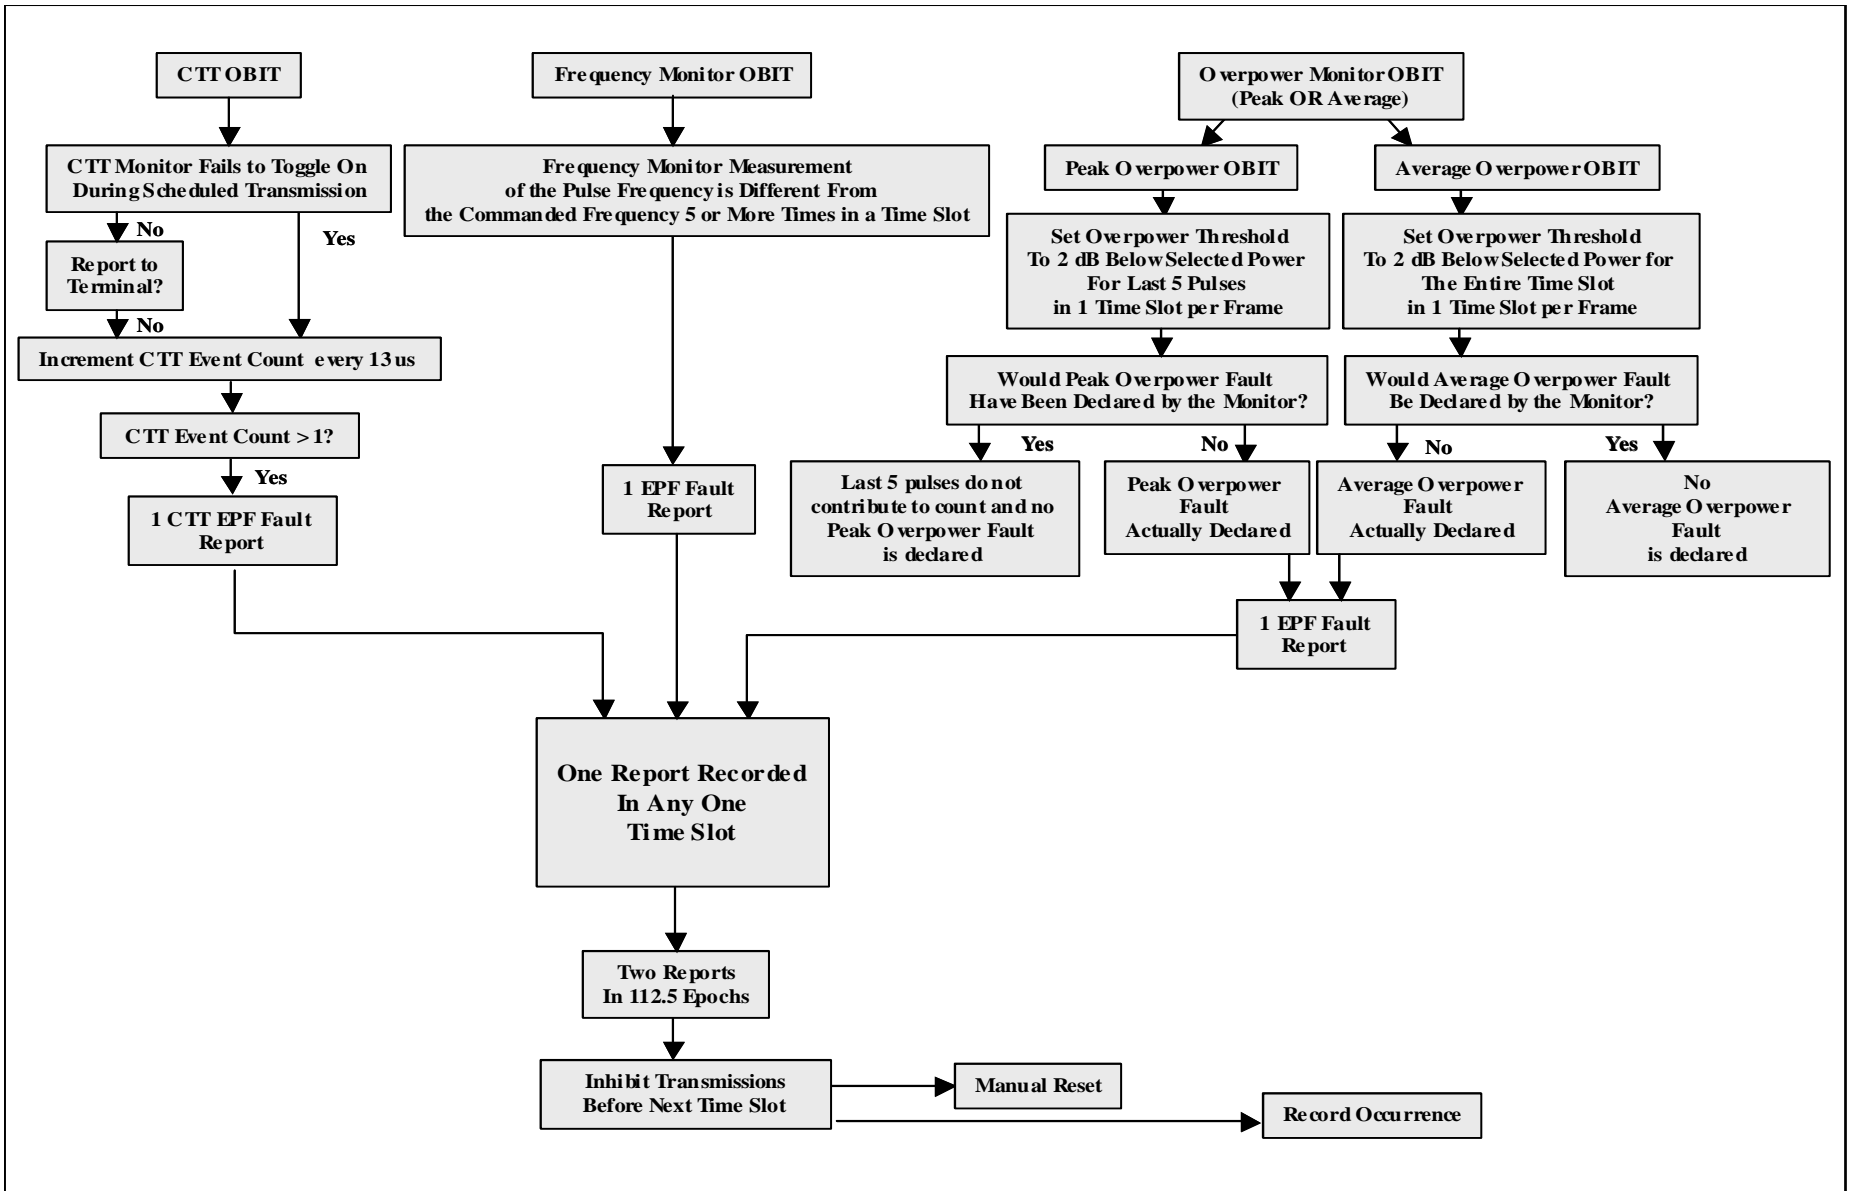 CTT OBIT
CTT Monitor Fails to Toggle On
During Scheduled Transmission
No
Yes
Report to
Terminal?
No
Increment CTT Event Count every 13 us
CTT Event Count > 1?
Yes
1 CTT EPF Fault
Report
Frequency Monitor OBIT
Frequency Monitor Measurement
of the Pulse Frequency is Different From
the Commanded Frequency 5 or More Times in a Time Slot
1 EPF Fault
Report
Overpower Monitor OBIT
(Peak OR Average)
Peak Overpower OBIT
Set Overpower Threshold
To 2 dB Below Selected Power
For Last 5 Pulses
in 1 Time Slot per Frame
Would Peak Overpower Fault
Have Been Declared by the Monitor?
Yes
No
Last 5 pulses do not
contribute to count and no
Peak Overpower Fault
is declared
Peak Overpower
Fault
Actually Declared
Average Overpower OBIT
Set Overpower Threshold
To 2 dB Below Selected Power for
The Entire Time Slot
in 1 Time Slot per Frame
Would Average Overpower Fault
Be Declared by the Monitor?
No
Yes
Average Overpower
Fault
Actually Declared
No
Average Overpower
Fault
is declared
1 EPF Fault
Report
One Report Recorded
In Any One
Time Slot
Two Reports
In 112.5 Epochs
Inhibit Transmissions
Before Next Time Slot
Manual Reset
Record Occurrence